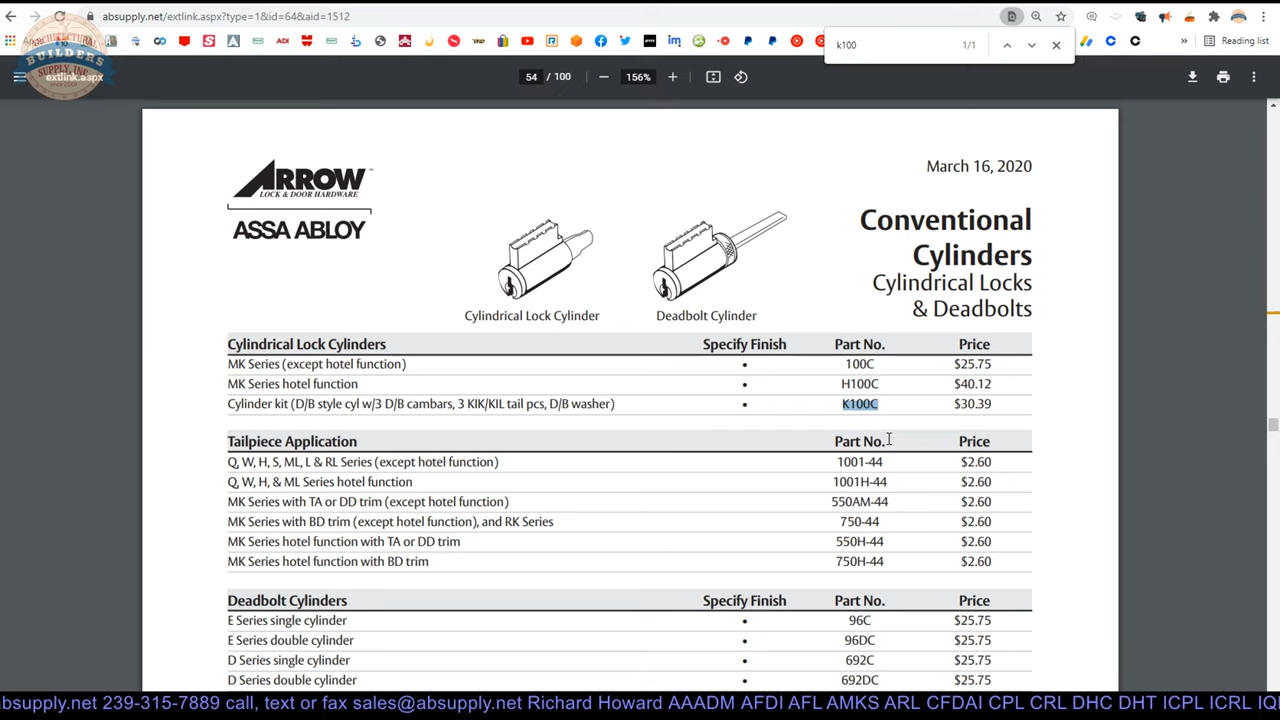 absupply.net/extlink.aspx?type=1&id=64&aid=1512
k100
1/1
Reading list
ARCHITECTURAL
BUILDERS
SUPPLY, INC
extlink.aspx
54 / 100
156%
ARROW
LOCK & DOOR HARDWARE
ASSA ABLOY
March 16, 2020
Conventional
Cylinders
Cylindrical Locks
& Deadbolts
Cylindrical Lock Cylinder
Deadbolt Cylinder
Cylindrical Lock Cylinders Specify Finish Part No. Price
MK Series (except hotel function) • 100C $25.75
MK Series hotel function • H100C $40.12
Cylinder kit (D/B style cyl w/3 D/B cambars, 3 KIK/KIL tail pcs, D/B washer) • K100C $30.39
Tailpiece Application Part No. Price
Q, W, H, S, ML, L & RL Series (except hotel function) 1001-44 $2.60
Q, W, H, & ML Series hotel function 1001H-44 $2.60
MK Series with TA or DD trim (except hotel function) 550AM-44 $2.60
MK Series with BD trim (except hotel function), and RK Series 750-44 $2.60
MK Series hotel function with TA or DD trim 550H-44 $2.60
MK Series hotel function with BD trim 750H-44 $2.60
Deadbolt Cylinders Specify Finish Part No. Price
E Series single cylinder • 96C $25.75
E Series double cylinder • 96DC $25.75
D Series single cylinder • 692C $25.75
D Series double cylinder • 692DC $25.75
absupply.net 239-315-7889 call, text or fax sales@absupply.net Richard Howard AAADM AFDI AFL AMKS ARL CFDAI CPL CRL DHC DHT ICPL ICRL IQ